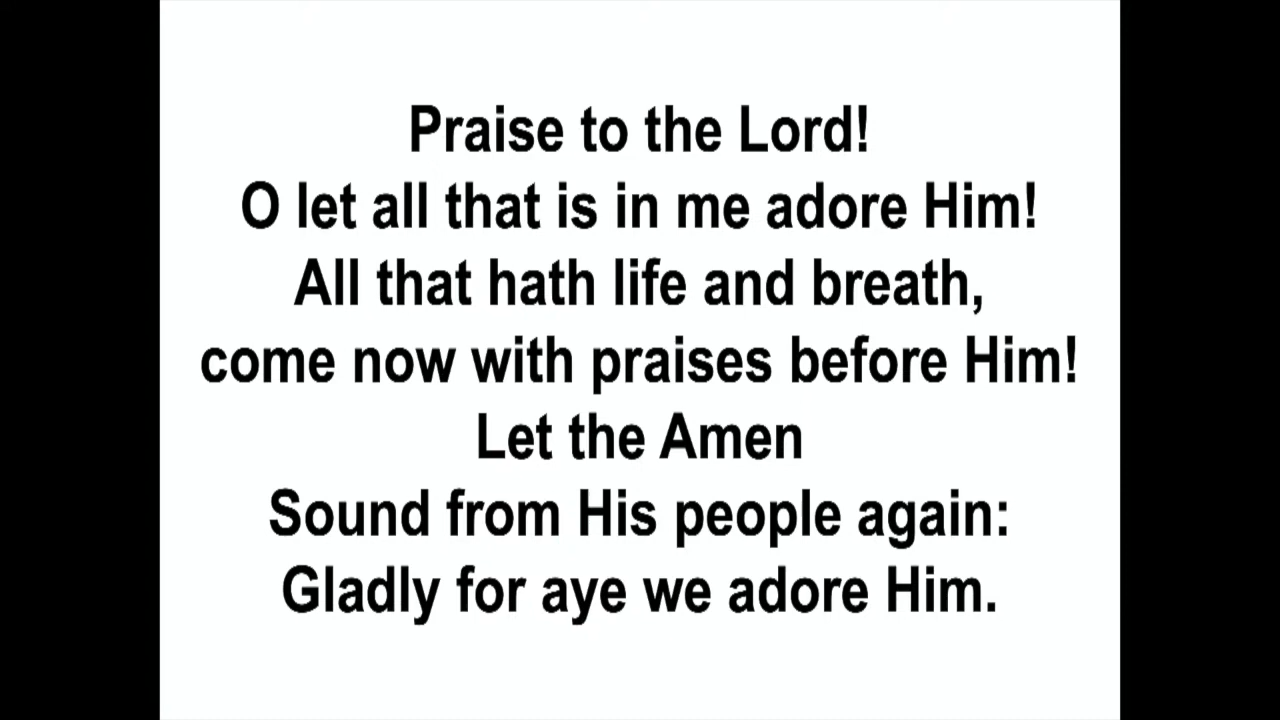 Praise to the Lord!
O let all that is in me adore Him!
All that hath life and breath,
come now with praises before Him!
Let the Amen
Sound from His people again:
Gladly for aye we adore Him.